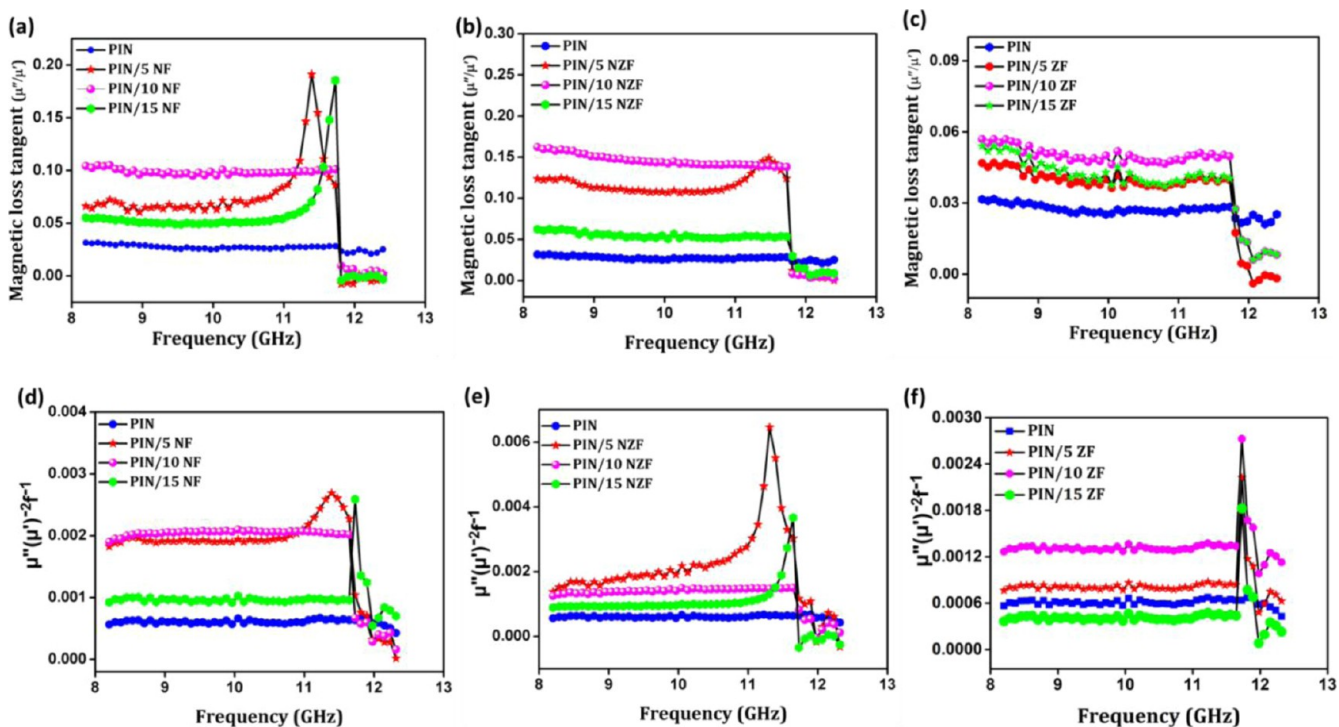 (a)
PIN
PIN/5 NF
PIN/10 NF
PIN/15 NF
Magnetic loss tangent (μ''/μ')
0.20
0.15
0.10
0.05
0.00
8 9 10 11 12 13
Frequency (GHz)
(b)
PIN
PIN/5 NZF
PIN/10 NZF
PIN/15 NZF
Magnetic loss tangent (μ''/μ')
0.30
0.25
0.20
0.15
0.10
0.05
0.00
8 9 10 11 12 13
Frequency (GHz)
(c)
PIN
PIN/5 ZF
PIN/10 ZF
PIN/15 ZF
Magnetic loss tangent (μ''/μ')
0.09
0.06
0.03
0.00
8 9 10 11 12 13
Frequency (GHz)
(d)
PIN
PIN/5 NF
PIN/10 NF
PIN/15 NF
μ''(μ')⁻²f⁻¹
0.004
0.003
0.002
0.001
0.000
8 9 10 11 12 13
Frequency (GHz)
(e)
PIN
PIN/5 NZF
PIN/10 NZF
PIN/15 NZF
μ''(μ')⁻²f⁻¹
0.006
0.004
0.002
0.000
8 9 10 11 12 13
Frequency (GHz)
(f)
PIN
PIN/5 ZF
PIN/10 ZF
PIN/15 ZF
μ''(μ')⁻²f⁻¹
0.0030
0.0024
0.0018
0.0012
0.0006
0.0000
8 9 10 11 12 13
Frequency (GHz)